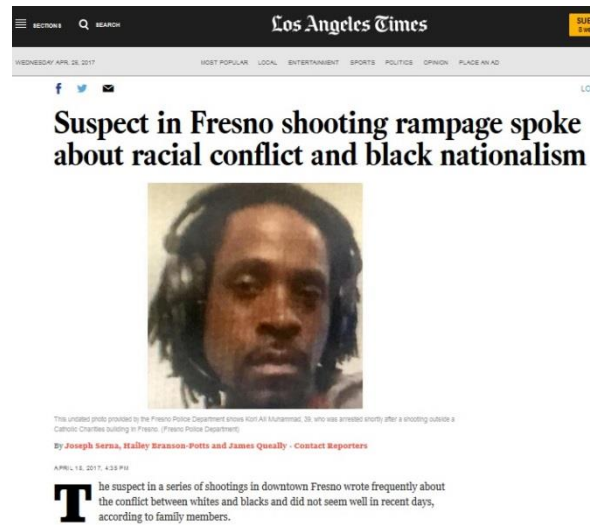 SECTIONS SEARCH Los Angeles Times SUB
WEDNESDAY APR. 26, 2017 MOST POPULAR LOCAL ENTERTAINMENT SPORTS POLITICS OPINION PLACE AN AD
LO
Suspect in Fresno shooting rampage spoke
about racial conflict and black nationalism
This undated photo provided by the Fresno Police Department shows Kori Ali Muhammad, 39, who was arrested shortly after a shooting outside a
Catholic Charities building in Fresno. (Fresno Police Department)
By Joseph Serna, Hailey Branson-Potts and James Queally - Contact Reporters
APRIL 18, 2017, 4:35 PM
The suspect in a series of shootings in downtown Fresno wrote frequently about
the conflict between whites and blacks and did not seem well in recent days,
according to family members.